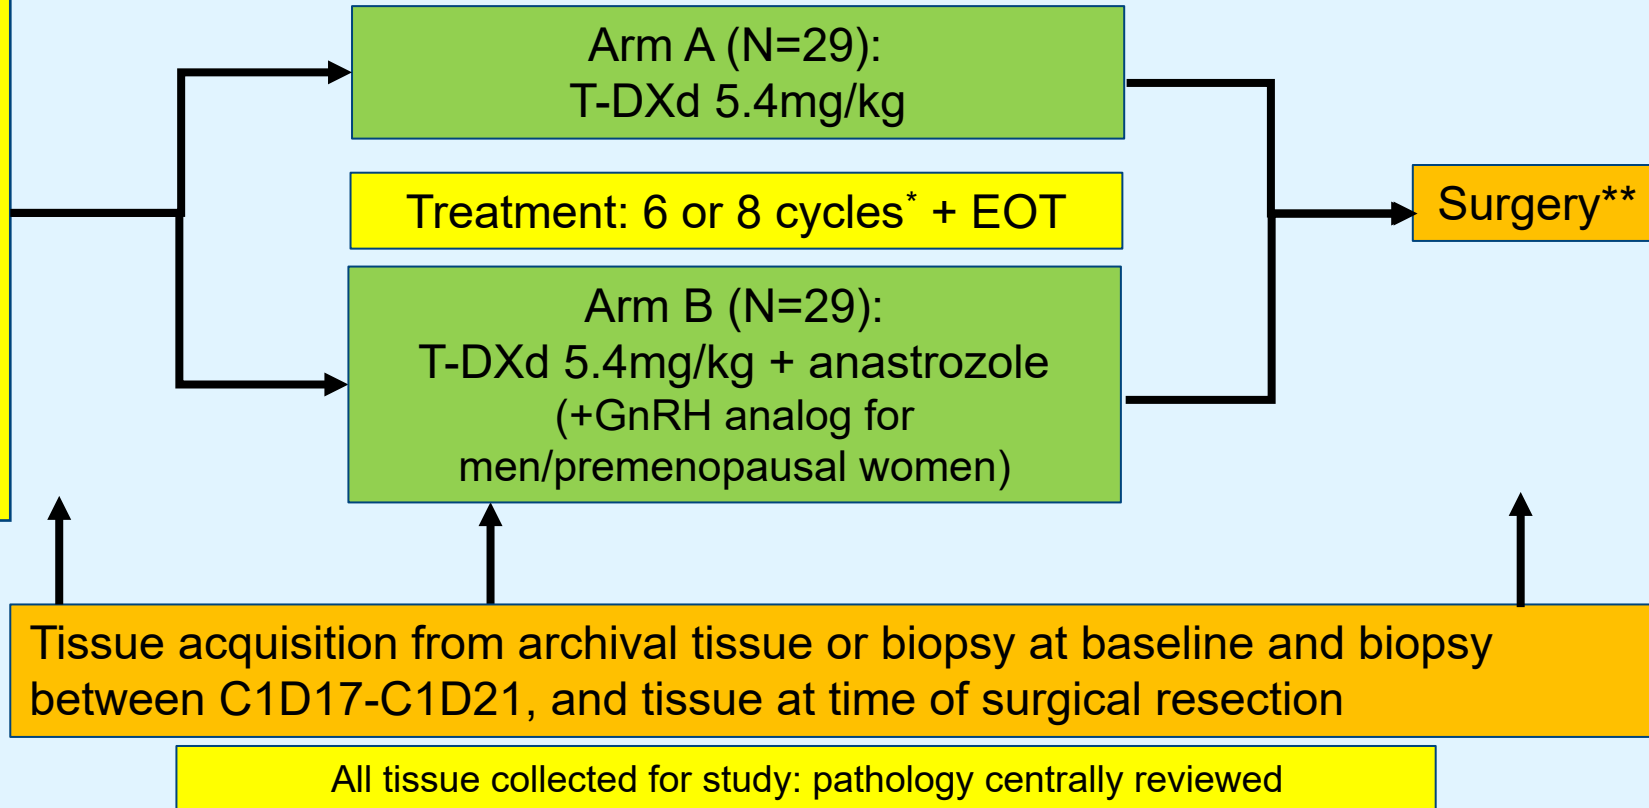 Arm A (N=29):
T-DXd 5.4mg/kg
Treatment: 6 or 8 cycles* + EOT
Surgery**
Arm B (N=29):
T-DXd 5.4mg/kg + anastrozole
(+GnRH analog for
men/premenopausal women)
Tissue acquisition from archival tissue or biopsy at baseline and biopsy
between C1D17-C1D21, and tissue at time of surgical resection
All tissue collected for study: pathology centrally reviewed